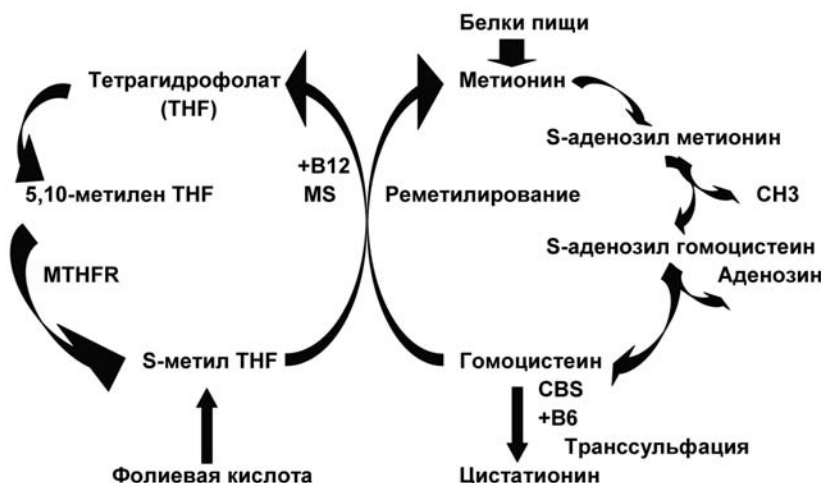 Белки пищи
Тетрагидрофолат
(THF)
Метионин
S-аденозил метионин
+B12
MS
Реметилирование
5,10-метилен THF
CH3
S-аденозил гомоцистеин
Аденозин
MTHFR
S-метил THF
Гомоцистеин
CBS
+B6
Транссульфация
Фолиевая кислота
Цистатионин